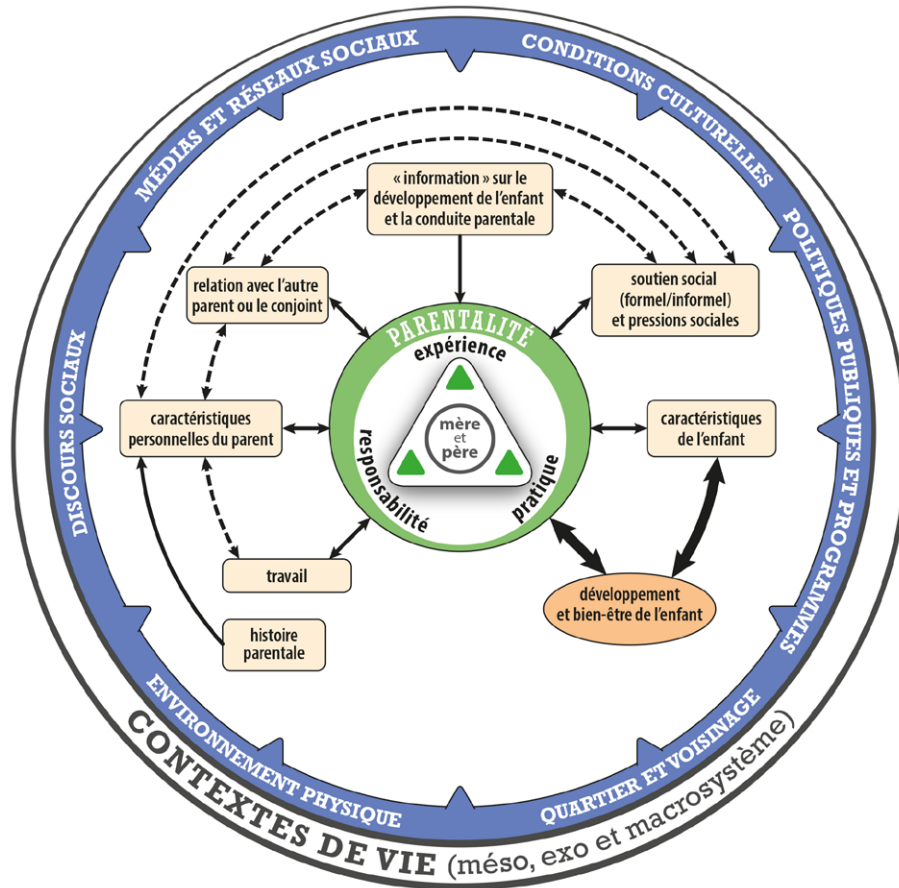 MÉDIAS ET RÉSEAUX SOCIAUX
CONDITIONS CULTURELLES
POLITIQUES PUBLIQUES ET PROGRAMMES
QUARTIER ET VOISINAGE
ENVIRONNEMENT PHYSIQUE
DISCOURS SOCIAUX
« information » sur le
développement de l'enfant
et la conduite parentale
relation avec l'autre
parent ou le conjoint
soutien social
(formel/informel)
et pressions sociales
PARENTALITÉ
expérience
mère
et
père
responsabilité
pratique
caractéristiques
personnelles du parent
caractéristiques
de l'enfant
travail
développement
et bien-être de l'enfant
histoire
parentale
CONTEXTES DE VIE (méso, exo et macrosystème)